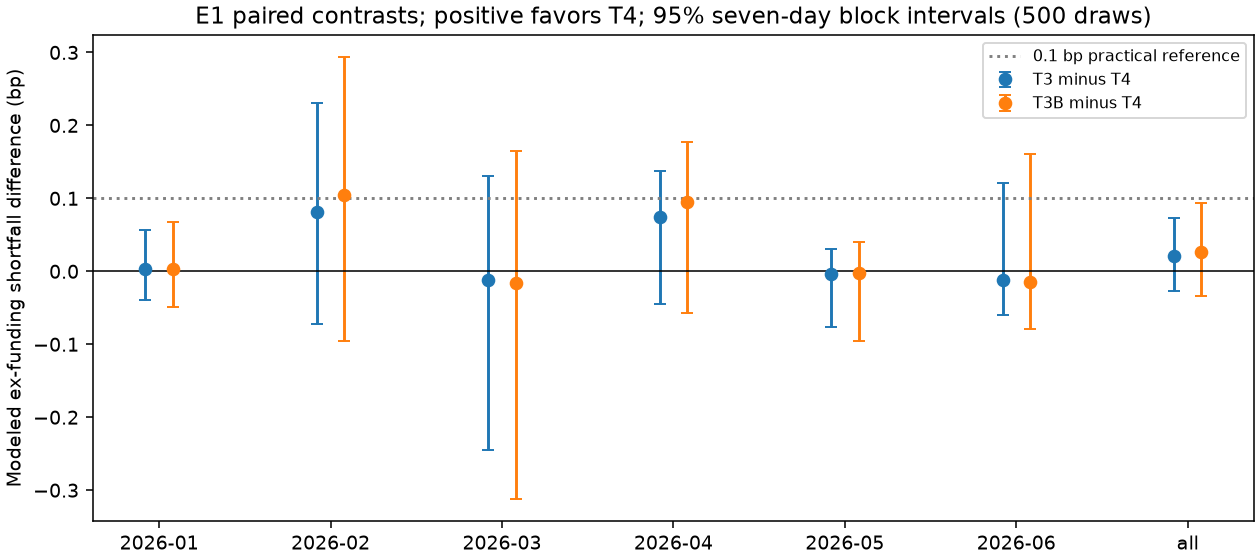 E1 paired contrasts; positive favors T4; 95% seven-day block intervals (500 draws)
Modeled ex-funding shortfall difference (bp)
0.3
0.2
0.1
0.0
−0.1
−0.2
−0.3
0.1 bp practical reference
T3 minus T4
T3B minus T4
2026-01 2026-02 2026-03 2026-04 2026-05 2026-06 all